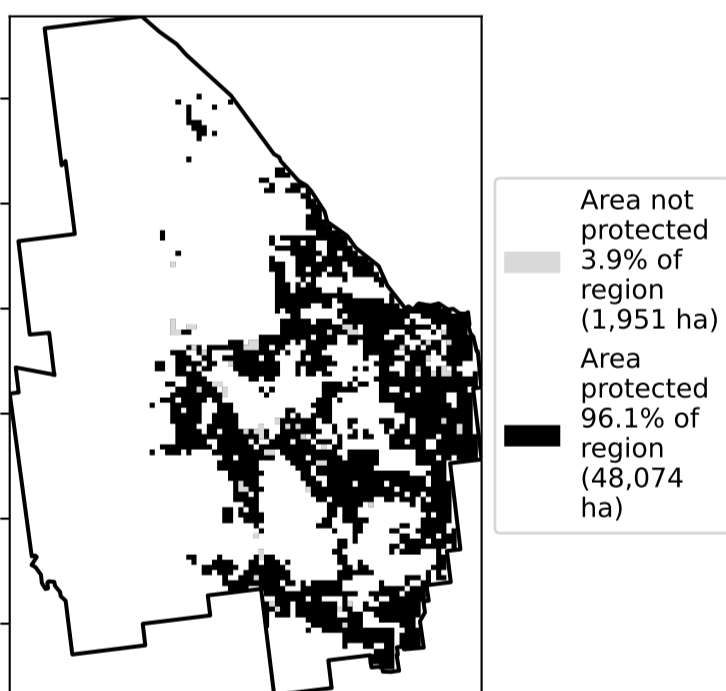 Area not
protected
3.9% of
region
(1,951 ha)
Area
protected
96.1% of
region
(48,074
ha)